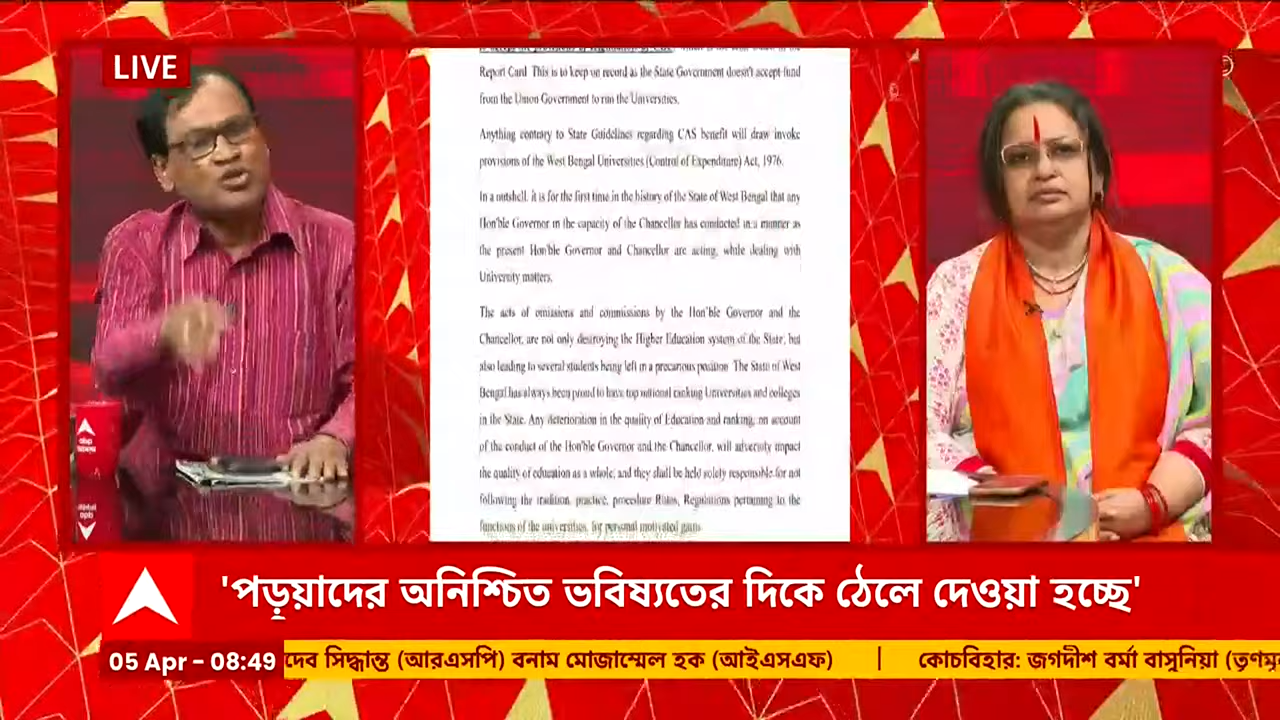 LIVE
Report Card. This is to keep on record as the State Government doesn't accept fund
from the Union Government to run the Universities.
Anything contrary to State Guidelines regarding CAS benefit will draw invoke
provisions of the West Bengal Universities (Control of Expenditure) Act, 1976.
In a nutshell, it is for the first time in the history of the State of West Bengal that any
Hon'ble Governor in the capacity of the Chancellor has conducted in a manner as
the present Hon'ble Governor and Chancellor are acting, while dealing with
University matters.
The acts of omissions and commissions by the Hon'ble Governor and the
Chancellor, are not only destroying the Higher Education system of the State, but
also leading to several students being left in a precarious position. The State of West
Bengal has always been proud to have top national ranking Universities and colleges
in the State. Any deterioration in the quality of Education and ranking, on account
of the conduct of the Hon'ble Governor and the Chancellor, will adversely impact
the quality of education as a whole, and they shall be held solely responsible for not
following the tradition, practice, procedure Rules, Regulations pertaining to the
functions of the universities, for personal motivated gains.
'পড়ুয়াদের অনিশ্চিত ভবিষ্যতের দিকে ঠেলে দেওয়া হচ্ছে'
05 Apr - 08:49
দেব সিদ্ধান্ত (আরএসপি) বনাম মোজাম্মেল হক (আইএসএফ) | কোচবিহার: জগদীশ বর্মা বাসুনিয়া (তৃণমূ